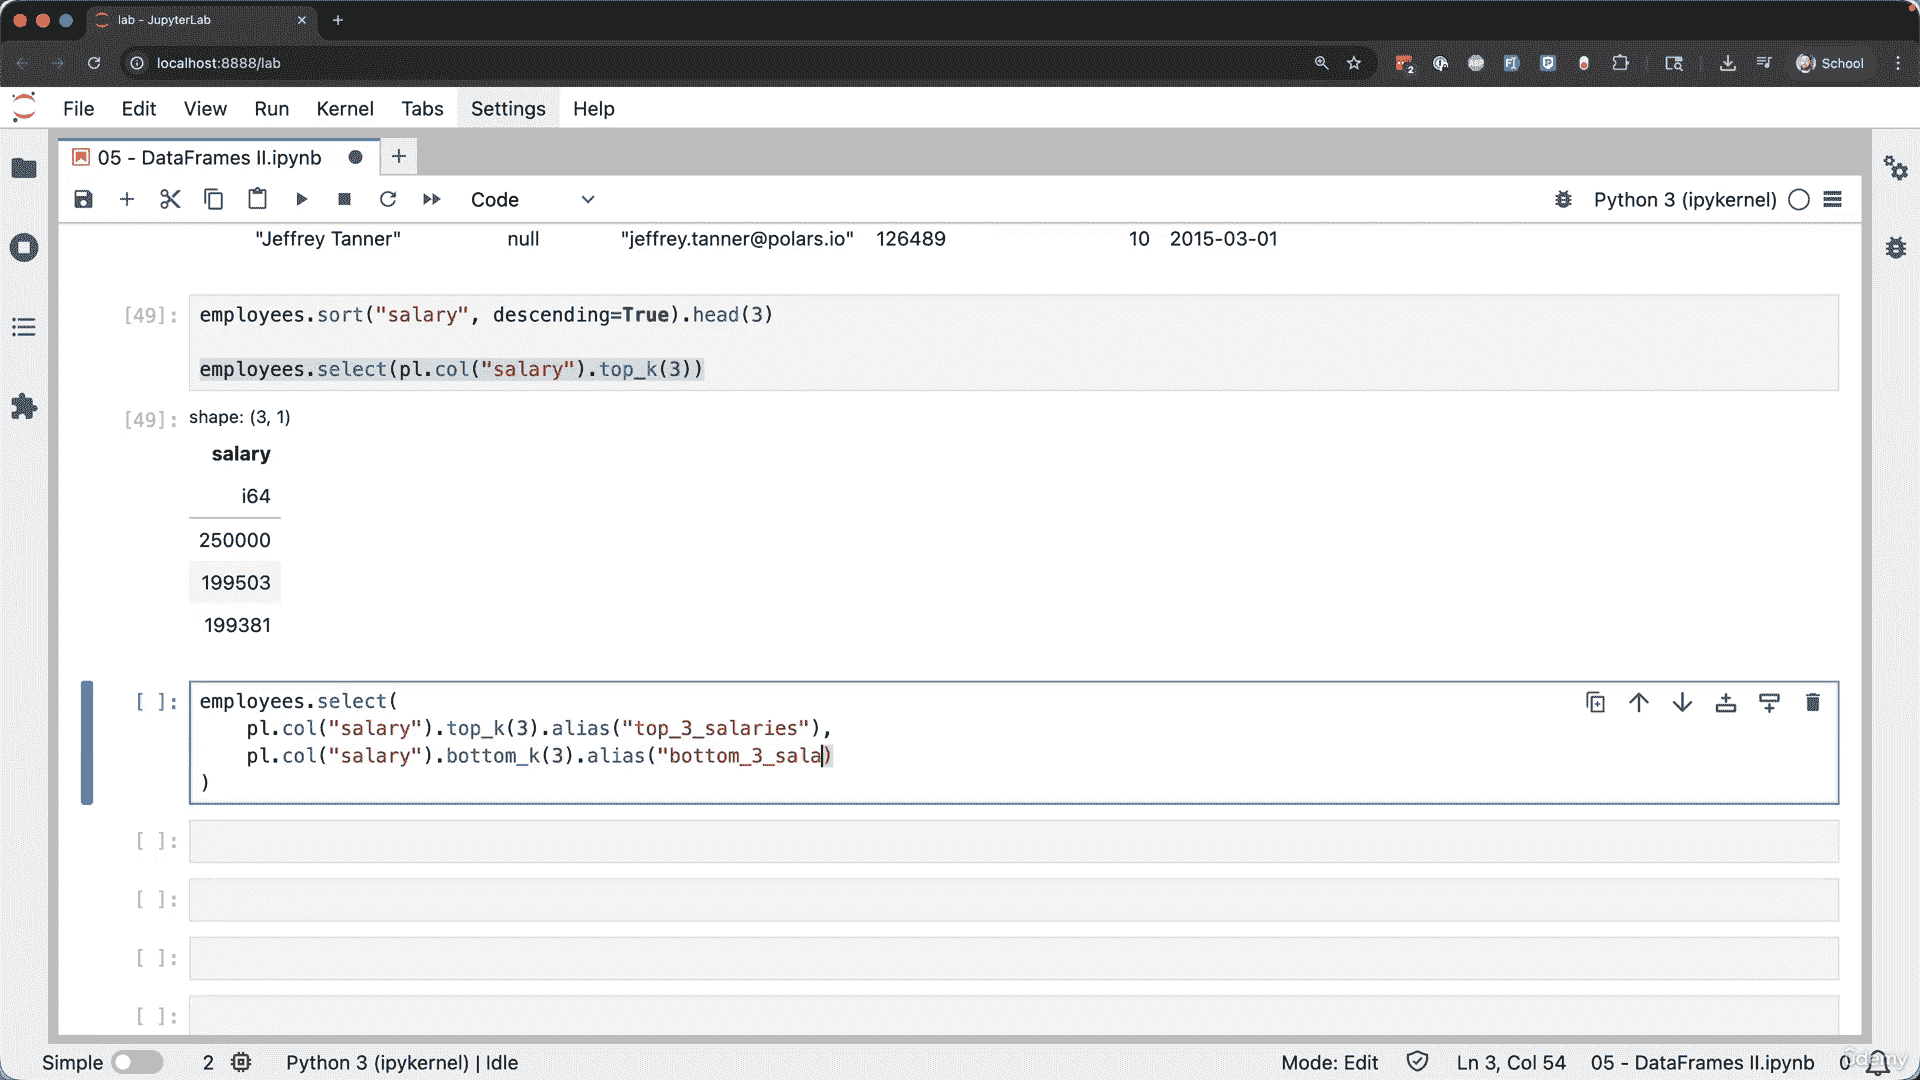 lab - JupyterLab
localhost:8888/lab
2
ABP
School
File Edit View Run Kernel Tabs Settings Help
05 - DataFrames II.ipynb
Code
Python 3 (ipykernel)
"Jeffrey Tanner" null "jeffrey.tanner@polars.io" 126489 10 2015-03-01
[49]: employees.sort("salary", descending=True).head(3)
employees.select(pl.col("salary").top_k(3))
[49]: shape: (3, 1)
salary
i64
250000
199503
199381
[ ]: employees.select(
pl.col("salary").top_k(3).alias("top_3_salaries"),
pl.col("salary").bottom_k(3).alias("bottom_3_sala)
)
[ ]:
[ ]:
[ ]:
[ ]:
Simple 2 Python 3 (ipykernel) | Idle Mode: Edit Ln 3, Col 54 05 - DataFrames II.ipynb 0
Udemy